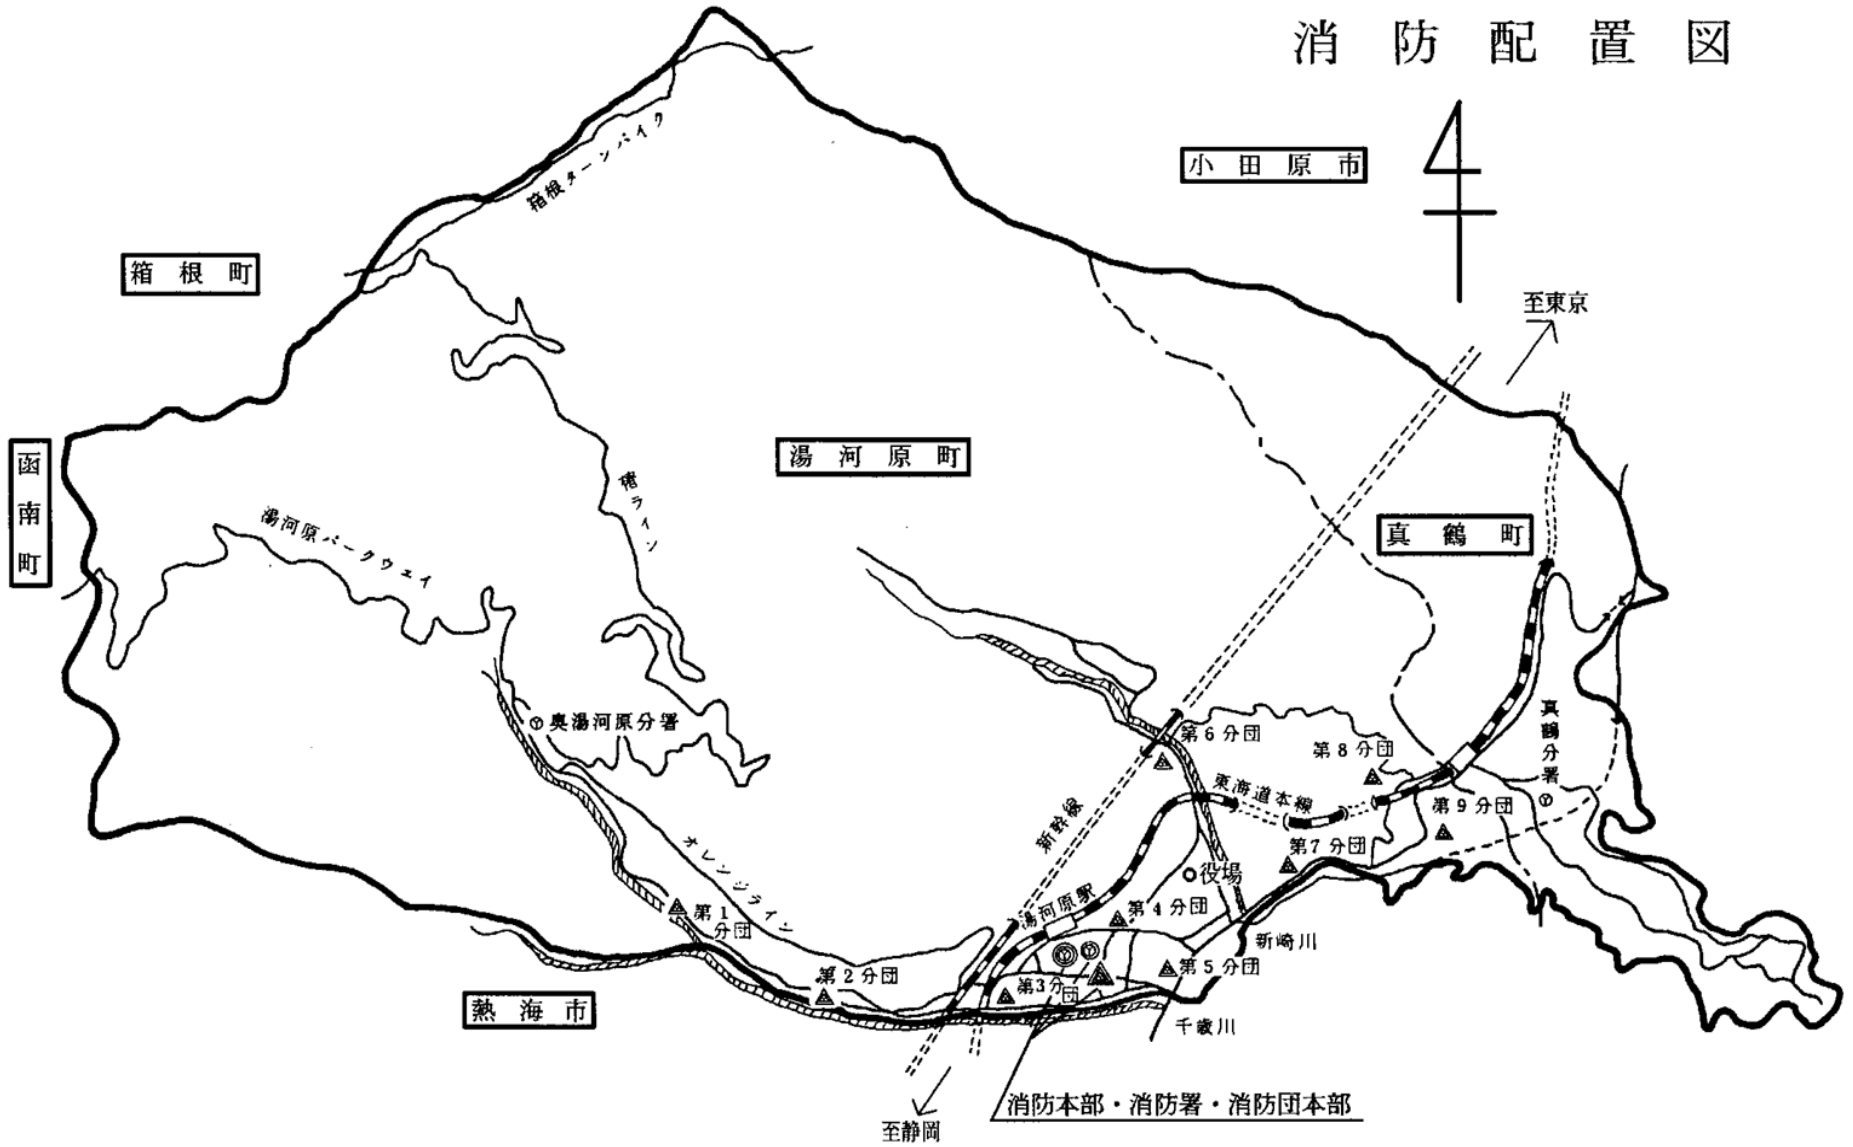 消防配置図
小田原市
箱根ターンパイク
箱根町
至東京
湯河原町
函南町
椿ライン
湯河原パークウェイ
真鶴町
奥湯河原分署
第6分団
第8分団
真鶴分署
東海道本線
第9分団
新幹線
オレンジライン
第7分団
役場
湯河原駅
第4分団
第1
分団
新崎川
第2分団
第5分団
第3分
団
熱海市
千歳川
消防本部・消防署・消防団本部
至静岡